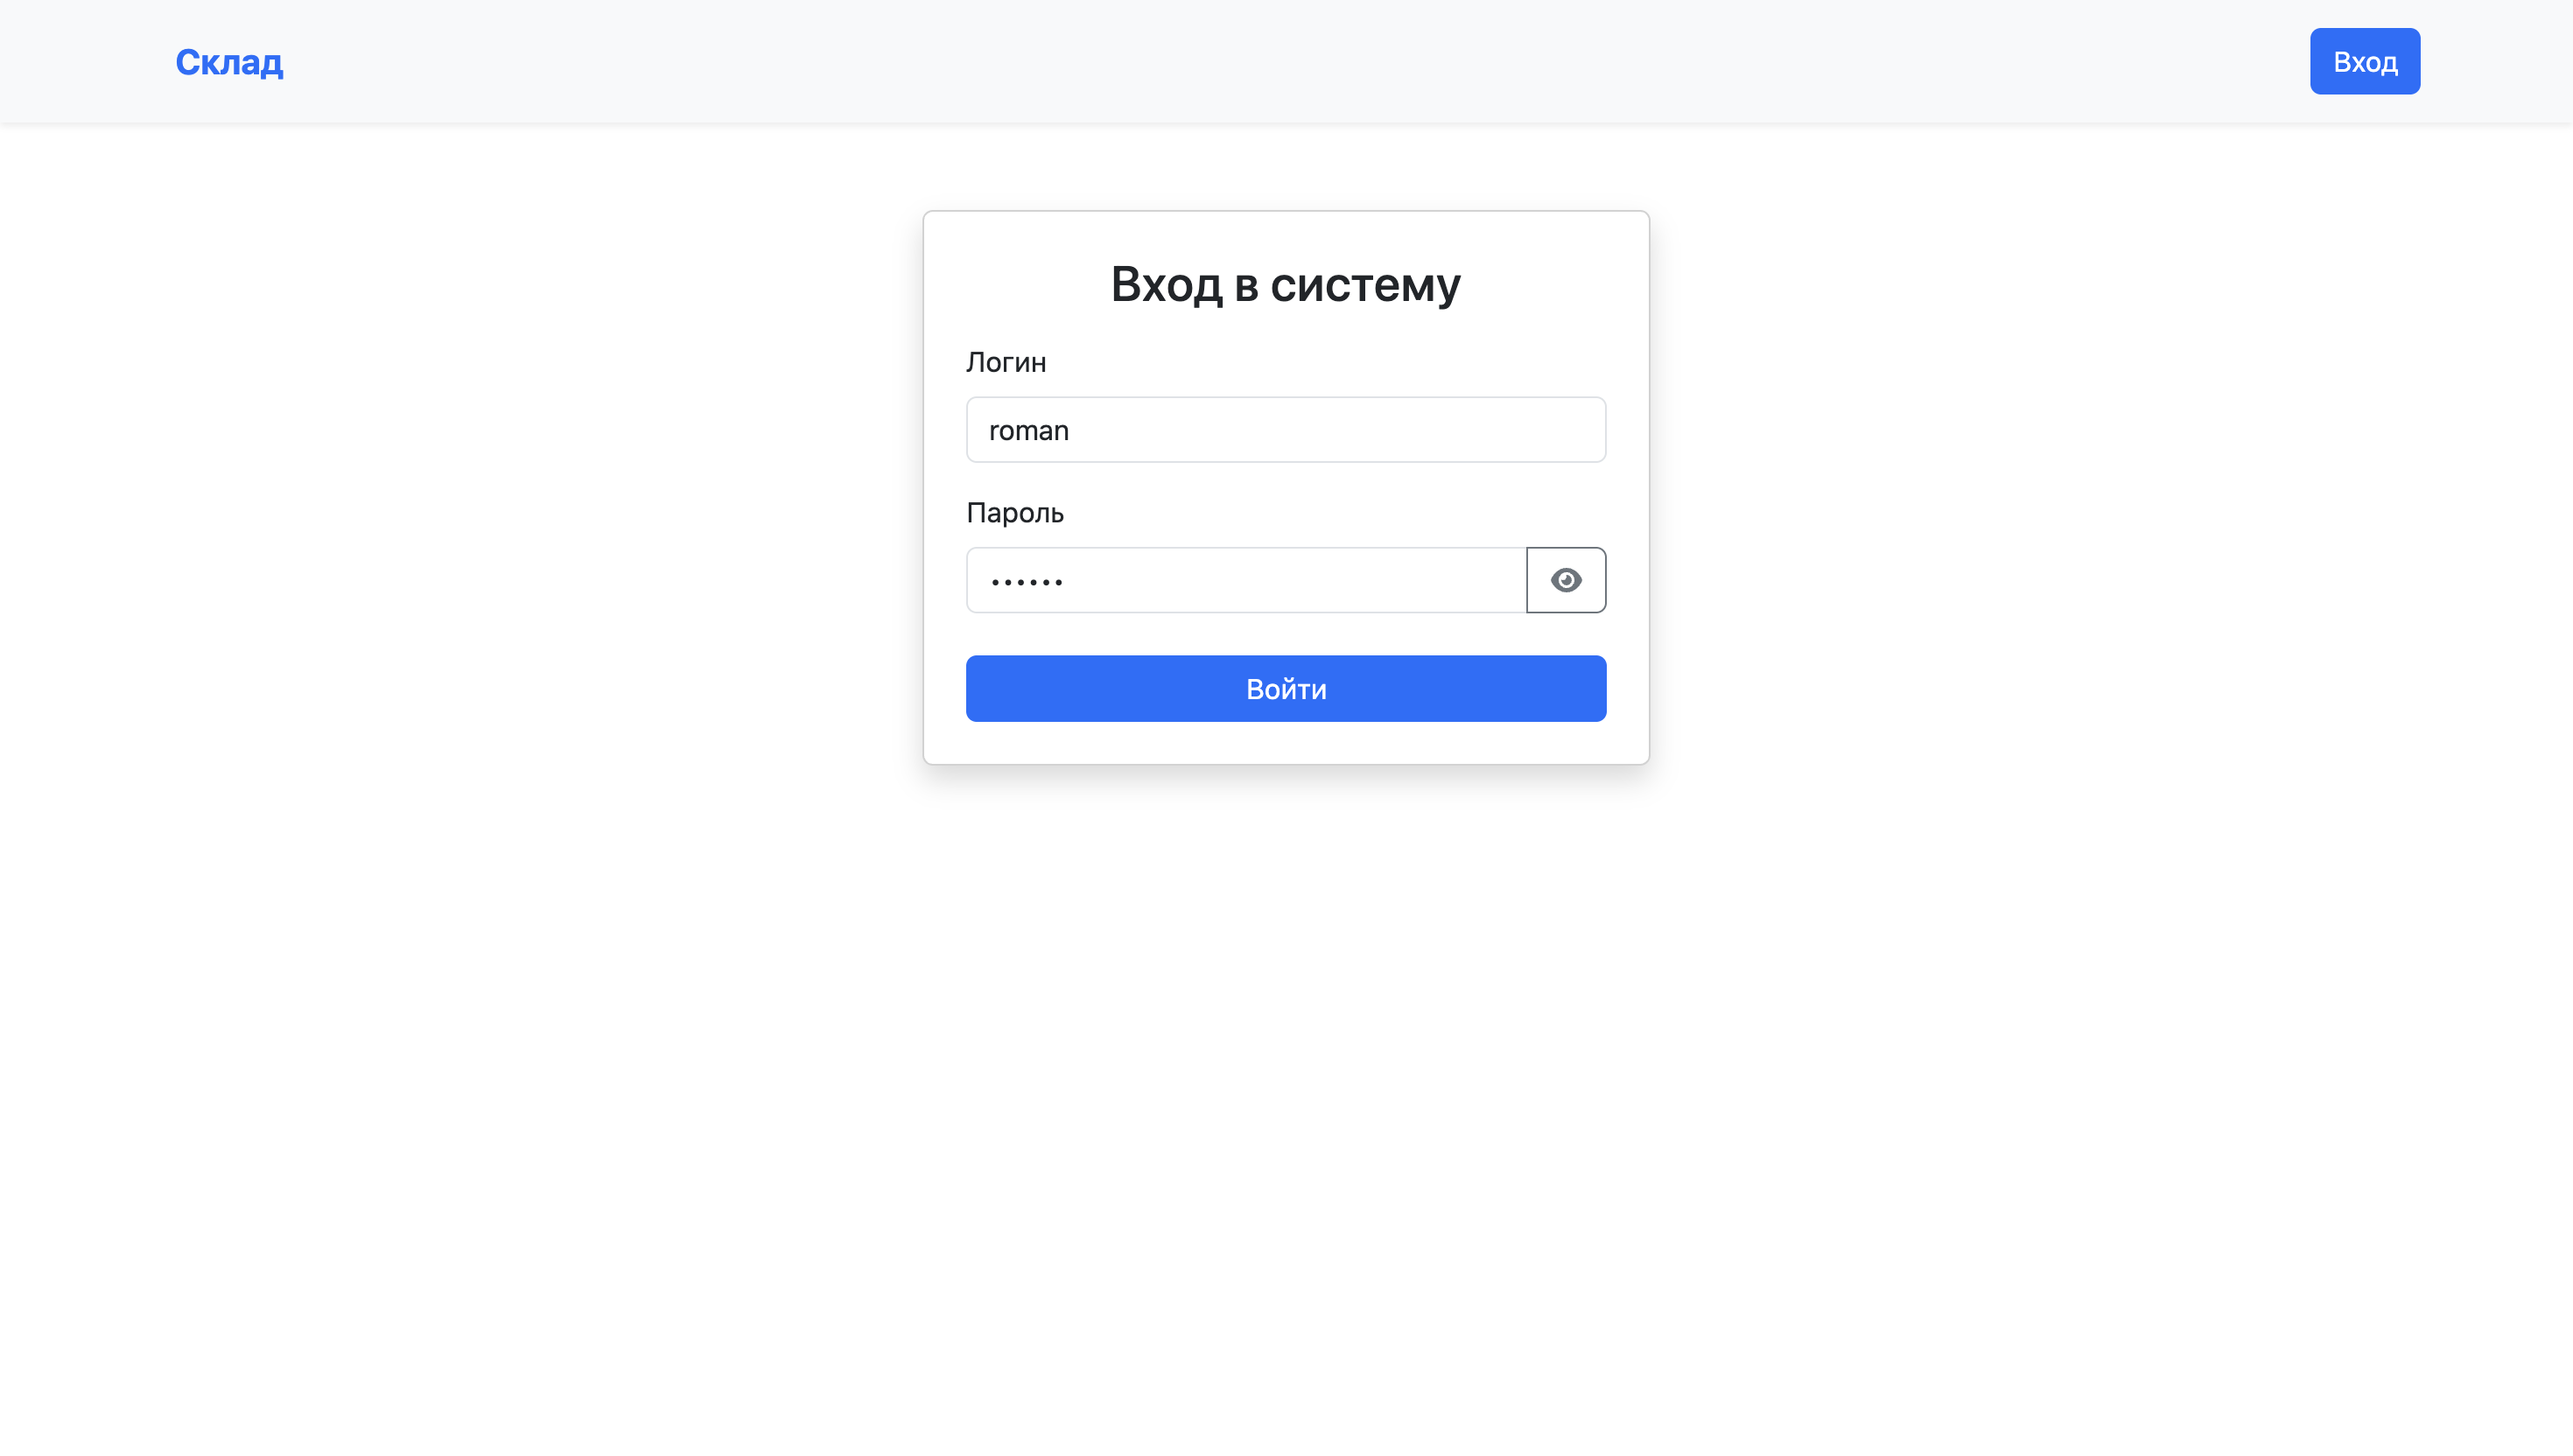 Склад
Вход
Вход в систему
Логин
roman
Пароль
••••••
Войти